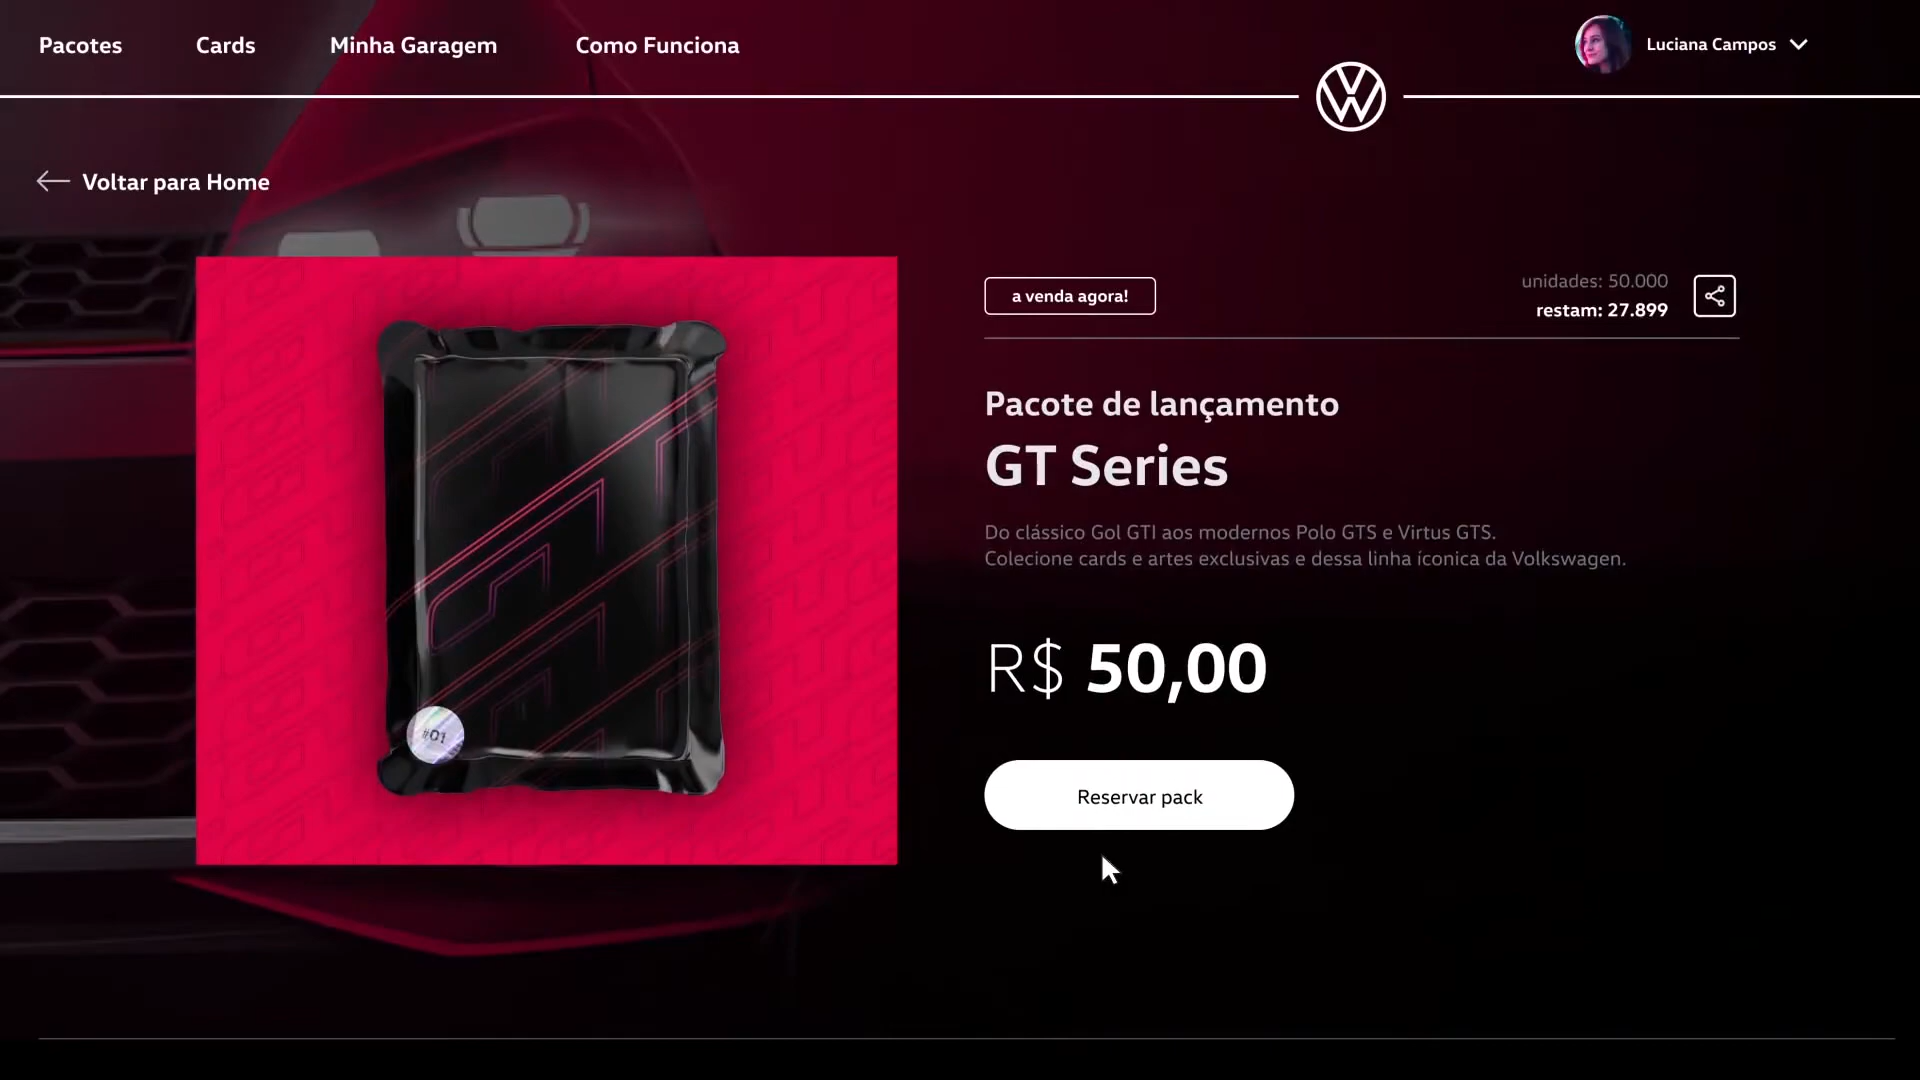 Pacotes
Cards
Minha Garagem
Como Funciona
Luciana Campos
Voltar para Home
a venda agora!
unidades: 50.000
restam: 27.899
Pacote de lançamento
GT Series
Do clássico Gol GTI aos modernos Polo GTS e Virtus GTS.
Colecione cards e artes exclusivas e dessa linha íconica da Volkswagen.
R$ 50,00
Reservar pack
#01